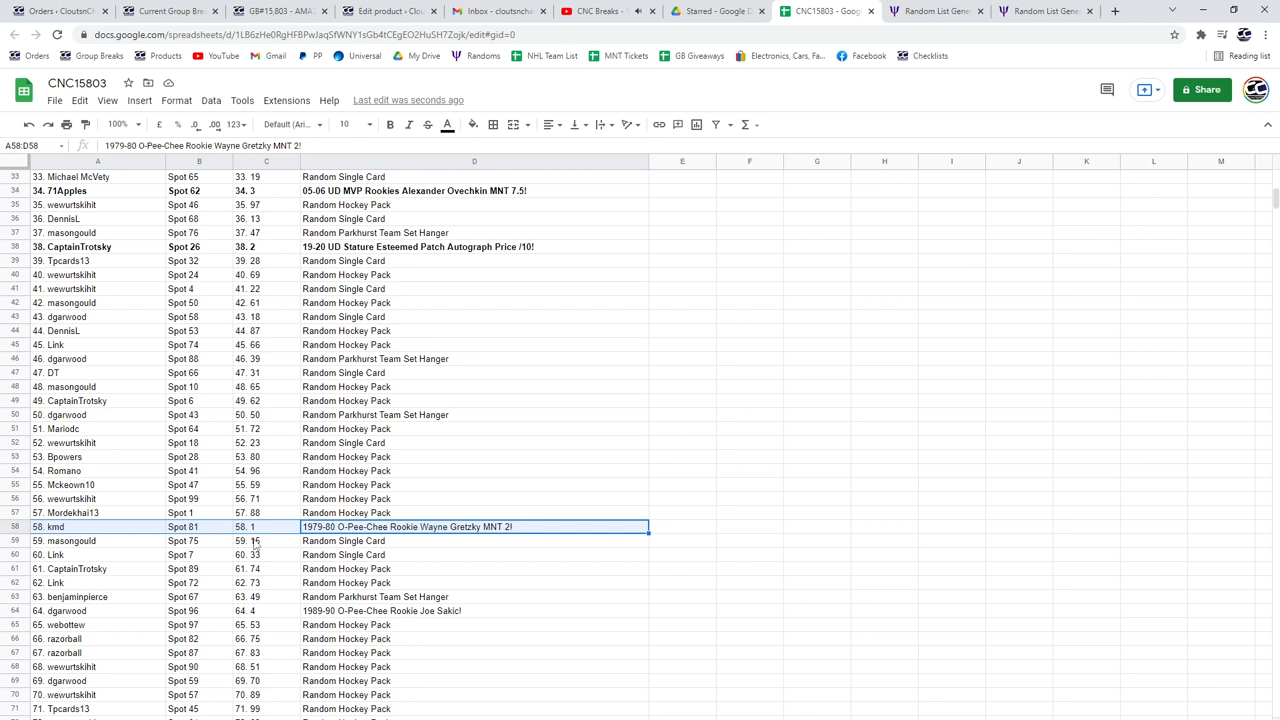 Orders ‹ CloutsnCh
Current Group Bre
GB#15,803 - AMAZ
Edit product ‹ Clou
Inbox - cloutsncha
CNC Breaks -
Starred - Google D
CNC15803 - Goog
Random List Gene
Random List Gene
docs.google.com/spreadsheets/d/1LB6zHe0RgHFBPwJaqSfWNY1sGb4tCEgEO2HuSH7Zojk/edit#gid=0
Orders
Group Breaks
Products
YouTube
Gmail
PP
Universal
My Drive
Randoms
NHL Team List
MNT Tickets
GB Giveaways
Electronics, Cars, Fa...
Facebook
Checklists
Reading list
CNC15803
File Edit View Insert Format Data Tools Extensions Help Last edit was seconds ago
Share
100% £ % .0 .00 123 Default (Ari... 10
A58:D58 fx 1979-80 O-Pee-Chee Rookie Wayne Gretzky MNT 2!
A B C D E F G H I J K L M
33 33. Michael McVety Spot 65 33. 19 Random Single Card
34 34. 71Apples Spot 62 34. 3 05-06 UD MVP Rookies Alexander Ovechkin MNT 7.5!
35 35. wewurtskihit Spot 46 35. 97 Random Hockey Pack
36 36. DennisL Spot 68 36. 13 Random Single Card
37 37. masongould Spot 76 37. 47 Random Parkhurst Team Set Hanger
38 38. CaptainTrotsky Spot 26 38. 2 19-20 UD Stature Esteemed Patch Autograph Price /10!
39 39. Tpcards13 Spot 32 39. 28 Random Single Card
40 40. wewurtskihit Spot 24 40. 69 Random Hockey Pack
41 41. wewurtskihit Spot 4 41. 22 Random Single Card
42 42. masongould Spot 50 42. 61 Random Hockey Pack
43 43. dgarwood Spot 58 43. 18 Random Single Card
44 44. DennisL Spot 53 44. 87 Random Hockey Pack
45 45. Link Spot 74 45. 66 Random Hockey Pack
46 46. dgarwood Spot 88 46. 39 Random Parkhurst Team Set Hanger
47 47. DT Spot 66 47. 31 Random Single Card
48 48. masongould Spot 10 48. 65 Random Hockey Pack
49 49. CaptainTrotsky Spot 6 49. 62 Random Hockey Pack
50 50. dgarwood Spot 43 50. 50 Random Parkhurst Team Set Hanger
51 51. Mariodc Spot 64 51. 72 Random Hockey Pack
52 52. wewurtskihit Spot 18 52. 23 Random Single Card
53 53. Bpowers Spot 28 53. 80 Random Hockey Pack
54 54. Romano Spot 41 54. 96 Random Hockey Pack
55 55. Mckeown10 Spot 47 55. 59 Random Hockey Pack
56 56. wewurtskihit Spot 99 56. 71 Random Hockey Pack
57 57. Mordekhai13 Spot 1 57. 88 Random Hockey Pack
58 58. kmd Spot 81 58. 1 1979-80 O-Pee-Chee Rookie Wayne Gretzky MNT 2!
59 59. masongould Spot 75 59. 15 Random Single Card
60 60. Link Spot 7 60. 33 Random Single Card
61 61. CaptainTrotsky Spot 89 61. 74 Random Hockey Pack
62 62. Link Spot 72 62. 73 Random Hockey Pack
63 63. benjaminpierce Spot 67 63. 49 Random Parkhurst Team Set Hanger
64 64. dgarwood Spot 96 64. 4 1989-90 O-Pee-Chee Rookie Joe Sakic!
65 65. webottew Spot 97 65. 53 Random Hockey Pack
66 66. razorball Spot 82 66. 75 Random Hockey Pack
67 67. razorball Spot 87 67. 83 Random Hockey Pack
68 68. wewurtskihit Spot 90 68. 51 Random Hockey Pack
69 69. dgarwood Spot 59 69. 70 Random Hockey Pack
70 70. wewurtskihit Spot 57 70. 89 Random Hockey Pack
71 71. Tpcards13 Spot 45 71. 99 Random Hockey Pack